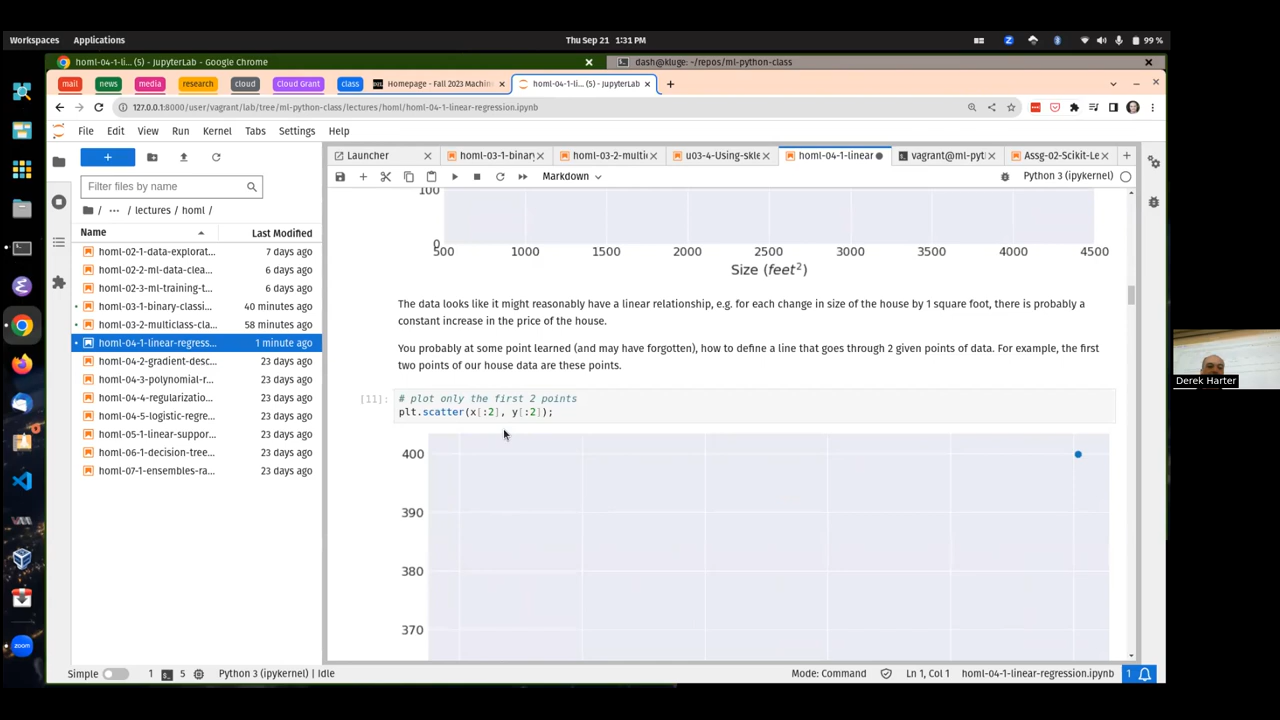 Workspaces Applications Thu Sep 21 1:31 PM 99 %
homl-04-1-li... (5) - JupyterLab - Google Chrome dash@kluge: ~/repos/ml-python-class
mail news media research cloud Cloud Grant class Homepage - Fall 2023 Machin homl-04-1-li... (5) - JupyterLab
127.0.0.1:8000/user/vagrant/lab/tree/ml-python-class/lectures/homl/homl-04-1-linear-regression.ipynb
File Edit View Run Kernel Tabs Settings Help
Launcher homl-03-1-binary homl-03-2-multic u03-4-Using-skle homl-04-1-linear vagrant@ml-pyt Assg-02-Scikit-Le
Markdown Python 3 (ipykernel)
Filter files by name
/ ... / lectures / homl /
Name Last Modified
homl-02-1-data-explorat... 7 days ago
homl-02-2-ml-data-clea... 6 days ago
homl-02-3-ml-training-t... 6 days ago
homl-03-1-binary-classi... 40 minutes ago
homl-03-2-multiclass-cla... 58 minutes ago
homl-04-1-linear-regress... 1 minute ago
homl-04-2-gradient-desc... 23 days ago
homl-04-3-polynomial-r... 23 days ago
homl-04-4-regularizatio... 23 days ago
homl-04-5-logistic-regre... 23 days ago
homl-05-1-linear-suppor... 23 days ago
homl-06-1-decision-tree... 23 days ago
homl-07-1-ensembles-ra... 23 days ago
100
0
500 1000 1500 2000 2500 3000 3500 4000 4500
Size (feet²)
The data looks like it might reasonably have a linear relationship, e.g. for each change in size of the house by 1 square foot, there is probably a
constant increase in the price of the house.
You probably at some point learned (and may have forgotten), how to define a line that goes through 2 given points of data. For example, the first
two points of our house data are these points.
[11]: # plot only the first 2 points
plt.scatter(x[:2], y[:2]);
400
390
380
370
Derek Harter
Simple 1 5 Python 3 (ipykernel) | Idle Mode: Command Ln 1, Col 1 homl-04-1-linear-regression.ipynb 1
zoom